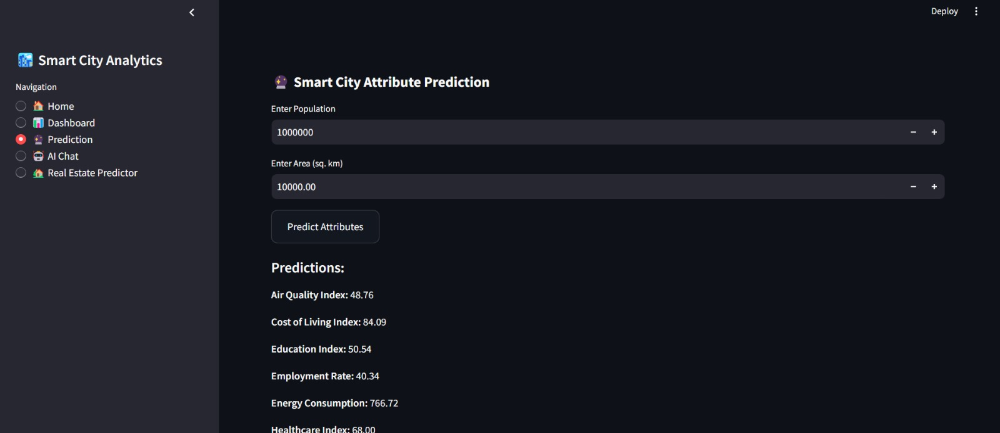 Deploy
Smart City Analytics
Navigation
Home
Dashboard
Prediction
AI Chat
Real Estate Predictor
Smart City Attribute Prediction
Enter Population
1000000
Enter Area (sq. km)
10000.00
Predict Attributes
Predictions:
Air Quality Index: 48.76
Cost of Living Index: 84.09
Education Index: 50.54
Employment Rate: 40.34
Energy Consumption: 766.72
Healthcare Index: 68.00